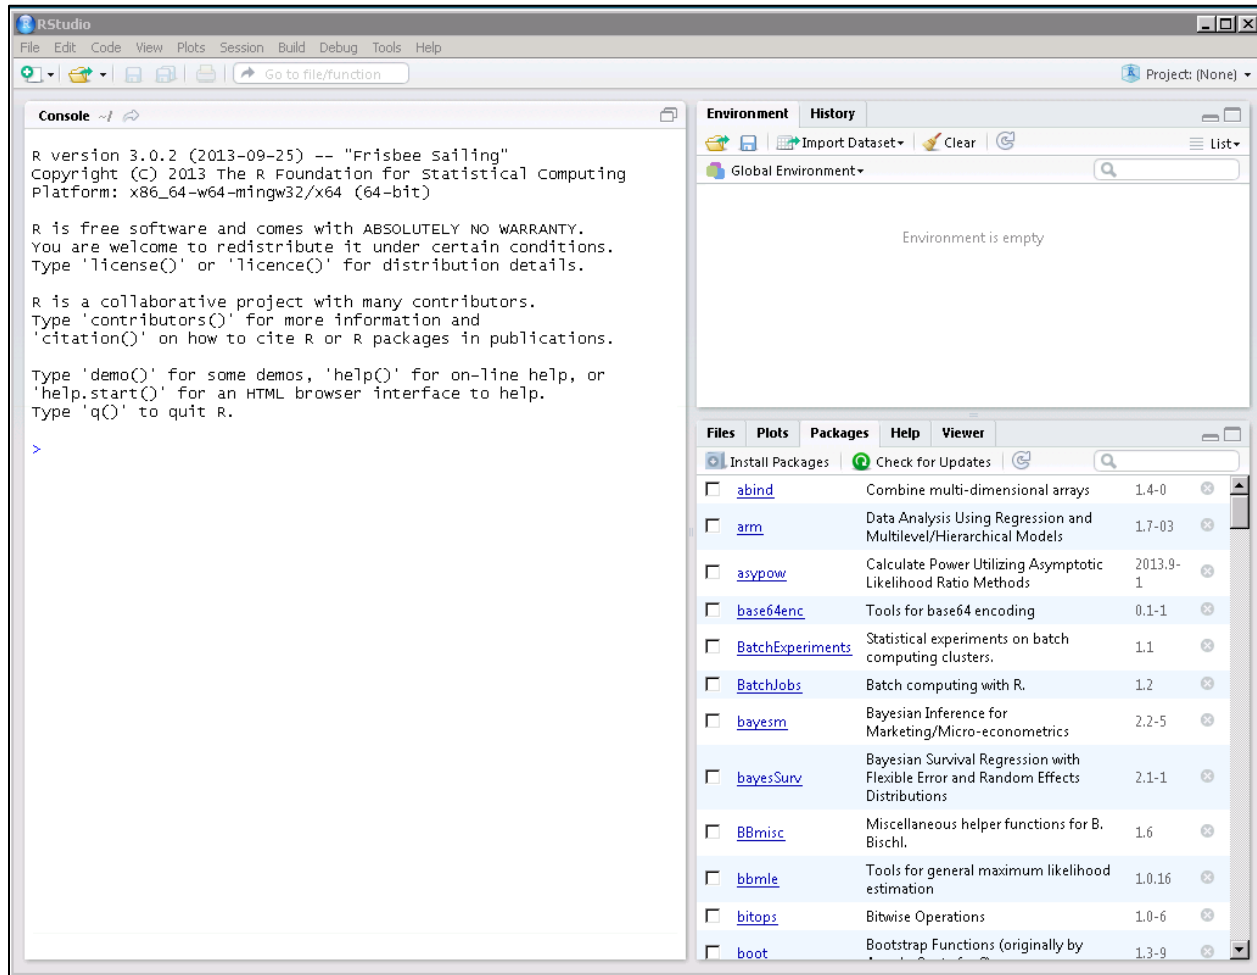 RStudio
File Edit Code View Plots Session Build Debug Tools Help
Go to file/function
Project: (None)
Console ~/
R version 3.0.2 (2013-09-25) -- "Frisbee Sailing"
Copyright (C) 2013 The R Foundation for Statistical Computing
Platform: x86_64-w64-mingw32/x64 (64-bit)
R is free software and comes with ABSOLUTELY NO WARRANTY.
You are welcome to redistribute it under certain conditions.
Type 'license()' or 'licence()' for distribution details.
R is a collaborative project with many contributors.
Type 'contributors()' for more information and
'citation()' on how to cite R or R packages in publications.
Type 'demo()' for some demos, 'help()' for on-line help, or
'help.start()' for an HTML browser interface to help.
Type 'q()' to quit R.
>
Environment History
Import Dataset Clear List
Global Environment
Environment is empty
Files Plots Packages Help Viewer
Install Packages Check for Updates
abind Combine multi-dimensional arrays 1.4-0
arm Data Analysis Using Regression and 1.7-03
Multilevel/Hierarchical Models
asypow Calculate Power Utilizing Asymptotic 2013.9-
Likelihood Ratio Methods 1
base64enc Tools for base64 encoding 0.1-1
BatchExperiments Statistical experiments on batch 1.1
computing clusters.
BatchJobs Batch computing with R. 1.2
bayesm Bayesian Inference for 2.2-5
Marketing/Micro-econometrics
bayesSurv Bayesian Survival Regression with 2.1-1
Flexible Error and Random Effects
Distributions
BBmisc Miscellaneous helper functions for B. 1.6
Bischl.
bbmle Tools for general maximum likelihood 1.0.16
estimation
bitops Bitwise Operations 1.0-6
boot Bootstrap Functions (originally by 1.3-9